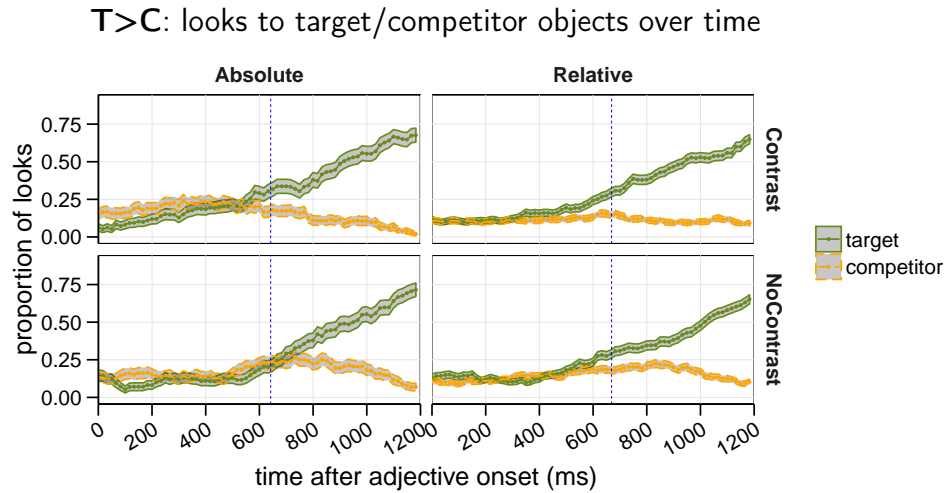 T>C: looks to target/competitor objects over time
Absolute Relative
0.75
0.50
0.25
0.00
Contrast
0.75
0.50
0.25
0.00
NoContrast
proportion of looks
target
competitor
0 200 400 600 800 1000 1200 0 200 400 600 800 1000 1200
time after adjective onset (ms)